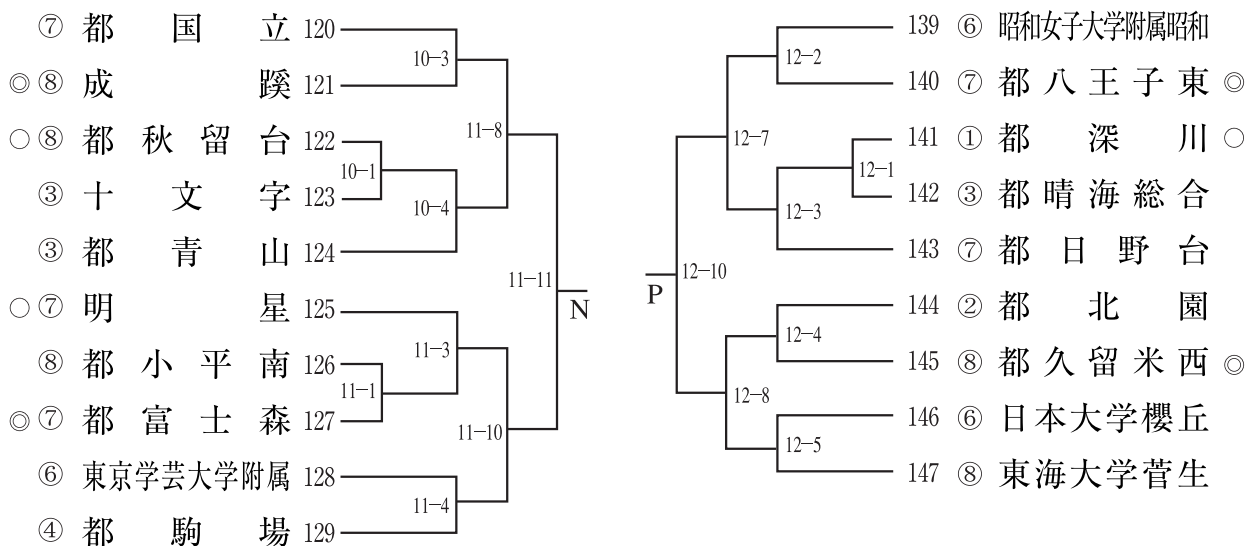 ⑦ 都国立 120
◎⑧ 成蹊 121
○⑧ 都秋留台 122
③ 十文字 123
③ 都青山 124
○⑦ 明星 125
⑧ 都小平南 126
◎⑦ 都富士森 127
⑥ 東京学芸大学附属 128
④ 都駒場 129
10-3
11-8
10-1
10-4
11-11
N
11-3
11-1
11-10
11-4
139 ⑥ 昭和女子大学附属昭和
140 ⑦ 都八王子東 ◎
141 ① 都深川 ○
142 ③ 都晴海総合
143 ⑦ 都日野台
144 ② 都北園
145 ⑧ 都久留米西 ◎
146 ⑥ 日本大学櫻丘
147 ⑧ 東海大学菅生
12-2
12-7
12-1
12-3
12-10
P
12-4
12-8
12-5